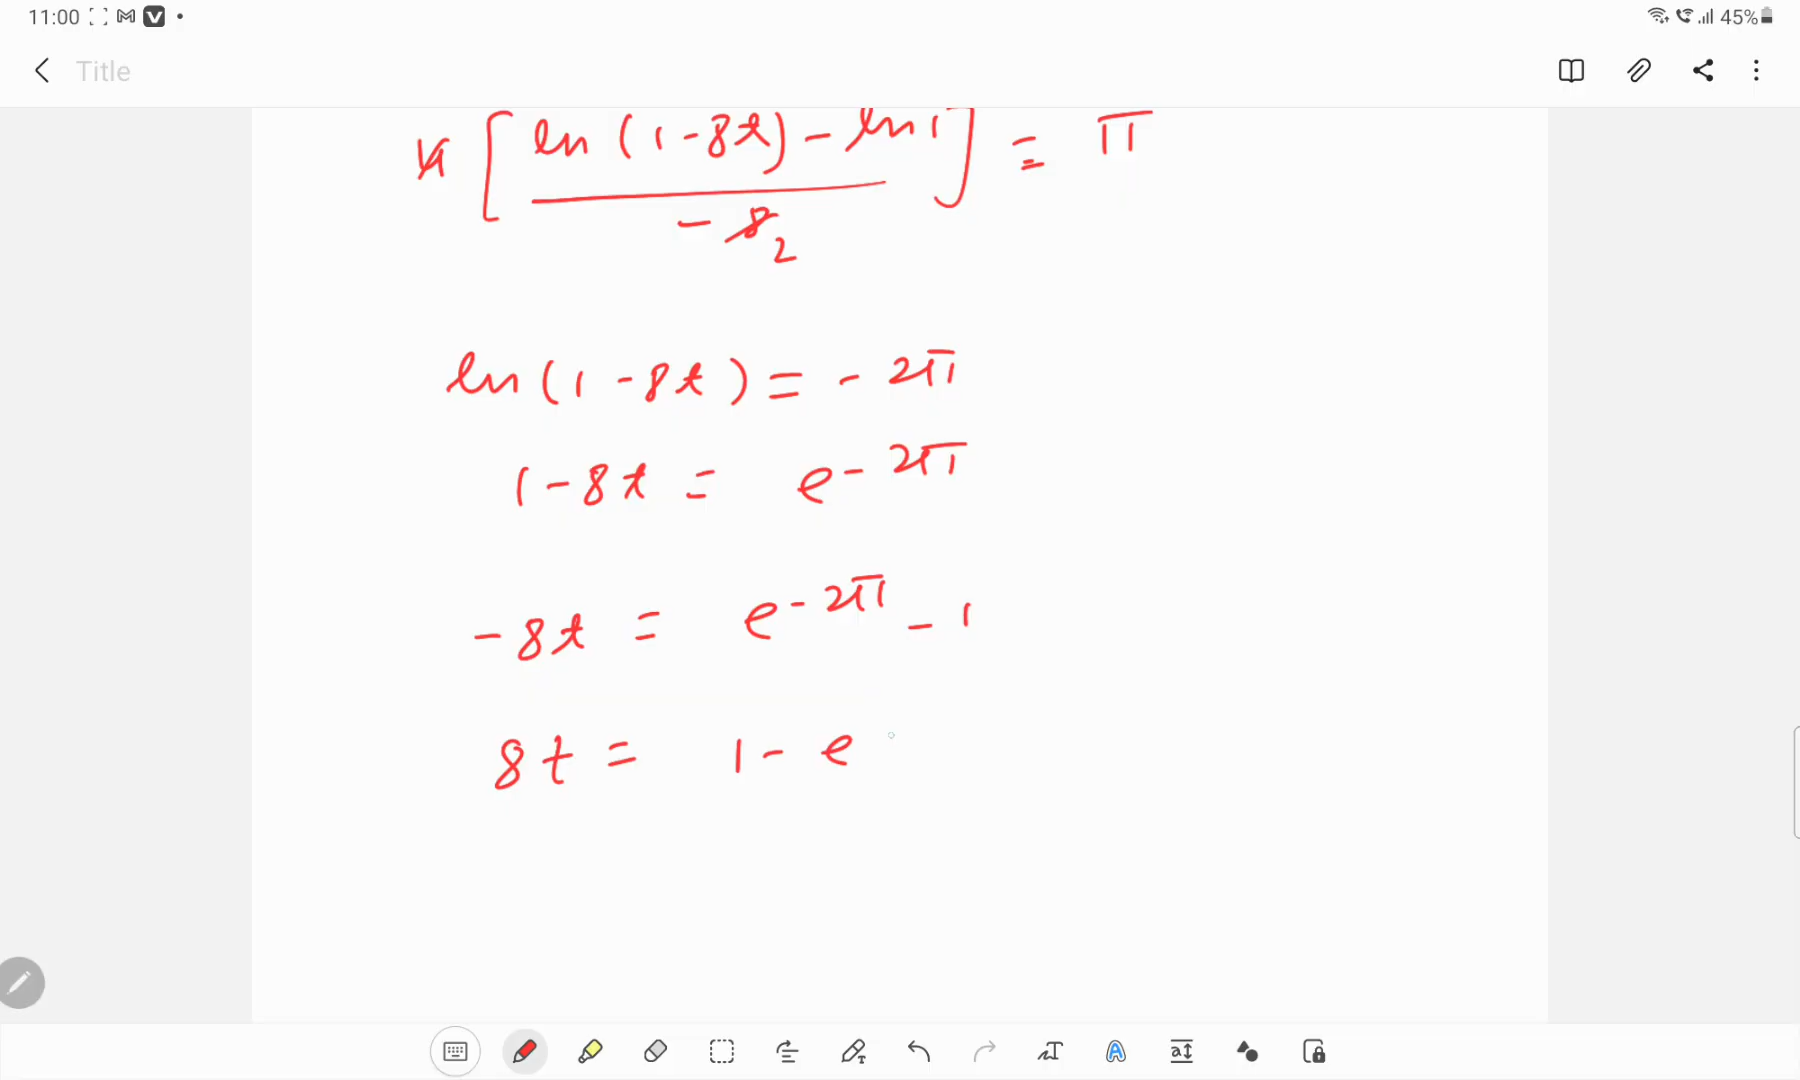 11:00 45%
Title
4 [ (ln (1-8t) - ln 1) / -8 2 ] = π
ln (1 - 8t) = - 2π
1 - 8t = e^{-2π}
- 8t = e^{-2π} - 1
8t = 1 - e